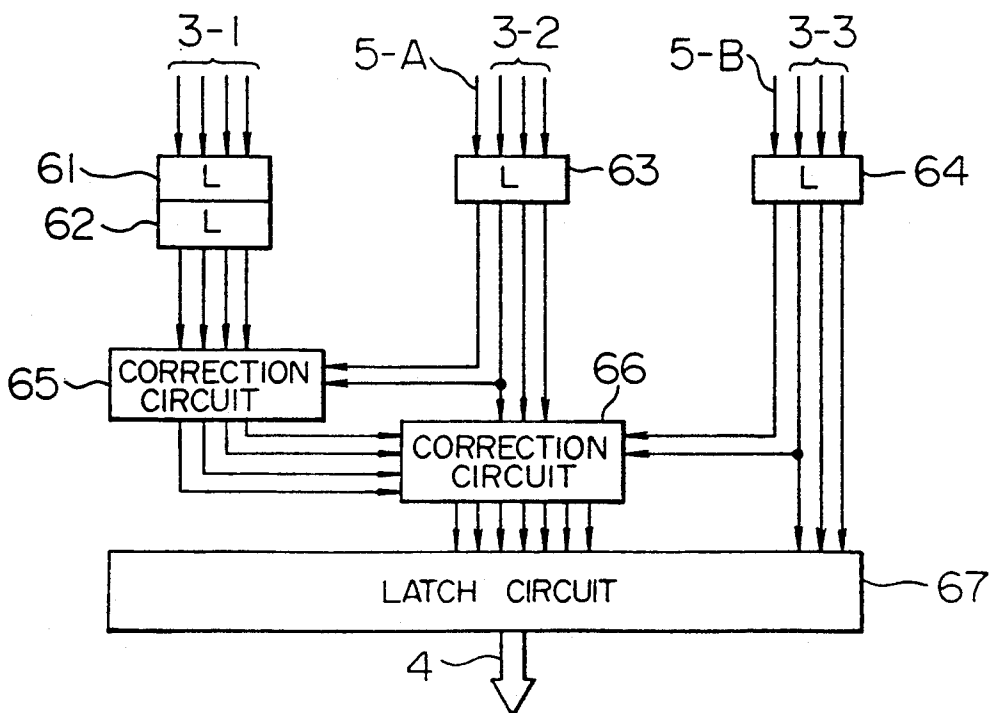 3-1
5-A
3-2
5-B
3-3
61
L
L
63
L
64
62
L
65
CORRECTION
CIRCUIT
66
CORRECTION
CIRCUIT
LATCH CIRCUIT
67
4